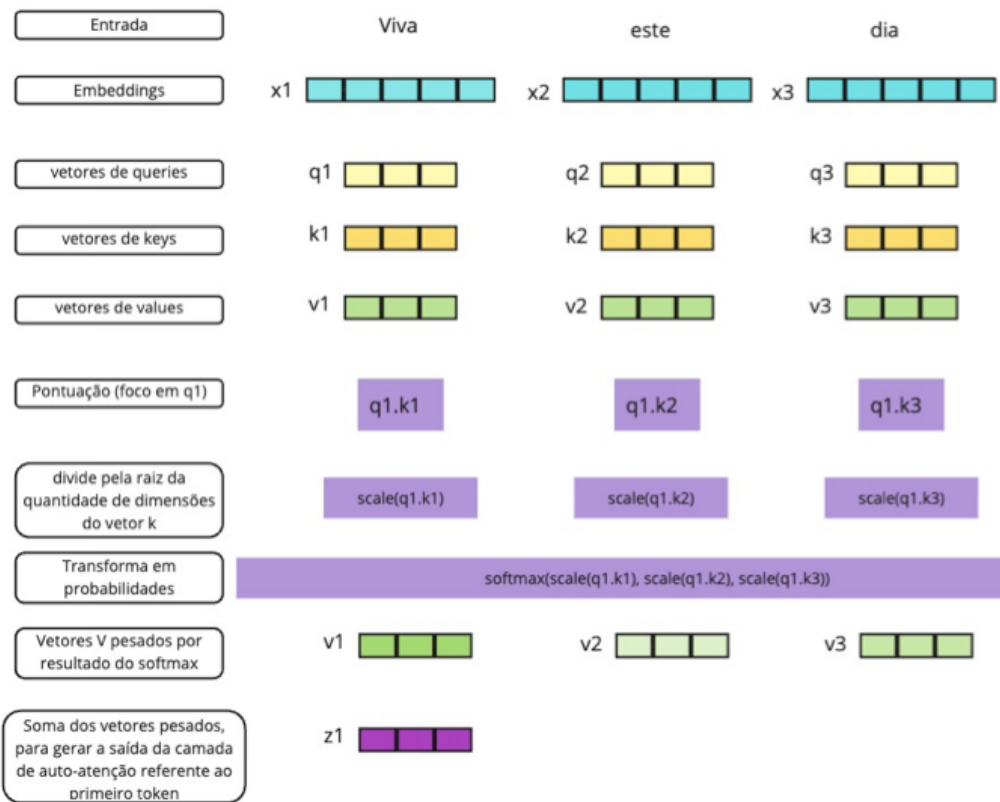 Entrada
Viva
este
dia
Embeddings
x1
x2
x3
vetores de queries
q1
q2
q3
vetores de keys
k1
k2
k3
vetores de values
v1
v2
v3
Pontuação (foco em q1)
q1.k1
q1.k2
q1.k3
divide pela raiz da
quantidade de dimensões
do vetor k
scale(q1.k1)
scale(q1.k2)
scale(q1.k3)
Transforma em
probabilidades
softmax(scale(q1.k1), scale(q1.k2), scale(q1.k3))
Vetores V pesados por
resultado do softmax
v1
v2
v3
Soma dos vetores pesados,
para gerar a saída da camada
de auto-atenção referente ao
primeiro token
z1